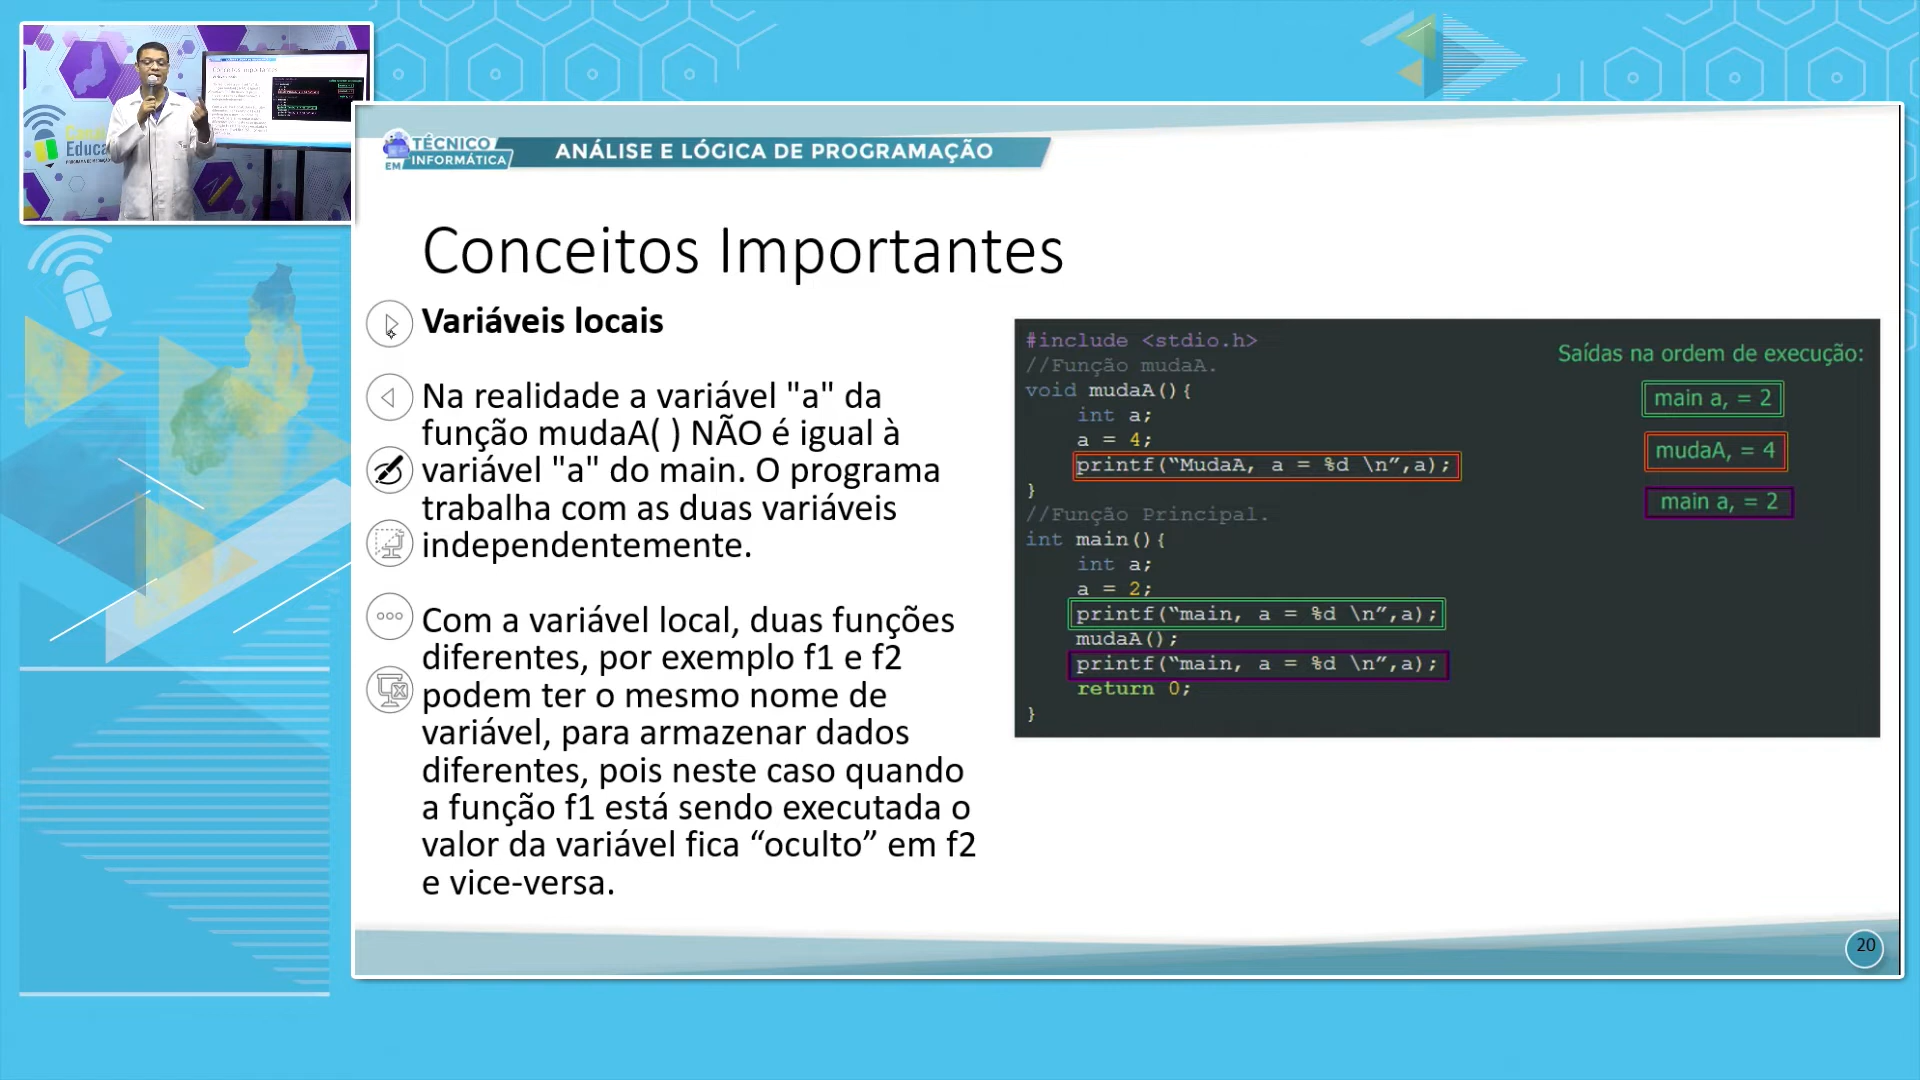 Educa
TÉCNICO
EM INFORMÁTICA
ANÁLISE E LÓGICA DE PROGRAMAÇÃO
Conceitos Importantes
Variáveis locais
Na realidade a variável "a" da
função mudaA( ) NÃO é igual à
variável "a" do main. O programa
trabalha com as duas variáveis
independentemente.
Com a variável local, duas funções
diferentes, por exemplo f1 e f2
podem ter o mesmo nome de
variável, para armazenar dados
diferentes, pois neste caso quando
a função f1 está sendo executada o
valor da variável fica “oculto” em f2
e vice-versa.
#include <stdio.h>
//Função mudaA.
void mudaA(){
int a;
a = 4;
printf(“MudaA, a = %d \n”,a);
}
//Função Principal.
int main(){
int a;
a = 2;
printf(“main, a = %d \n”,a);
mudaA();
printf(“main, a = %d \n”,a);
return 0;
}
Saídas na ordem de execução:
main a, = 2
mudaA, = 4
main a, = 2
20